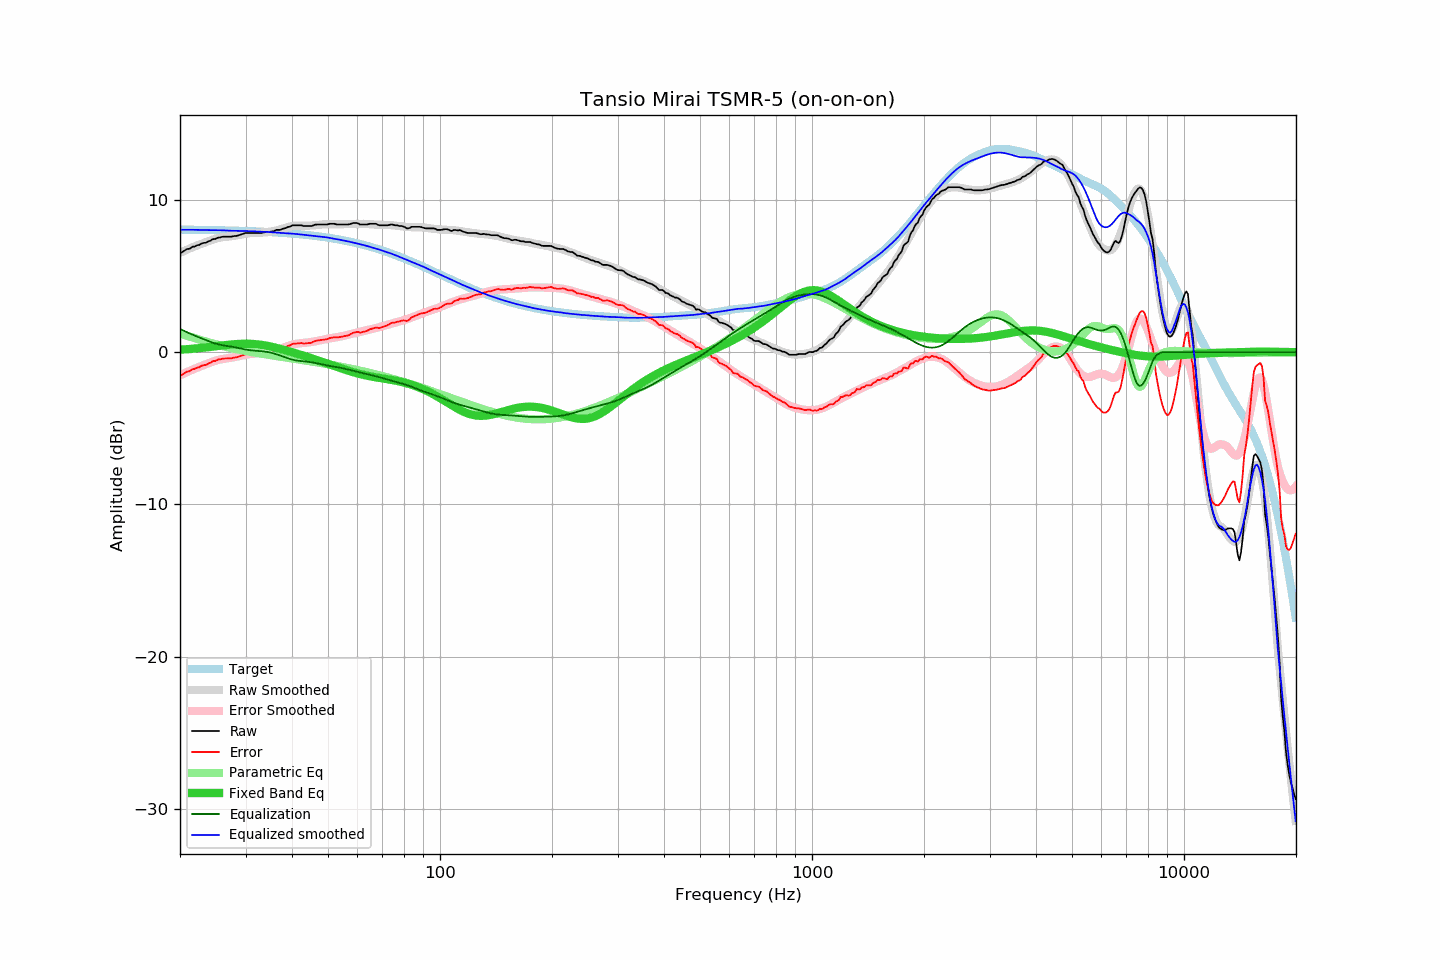 Tansio Mirai TSMR-5 (on-on-on)
10
0
−10
−20
−30
Amplitude (dBr)
Target
Raw Smoothed
Error Smoothed
Raw
Error
Parametric Eq
Fixed Band Eq
Equalization
Equalized smoothed
100
1000
10000
Frequency (Hz)